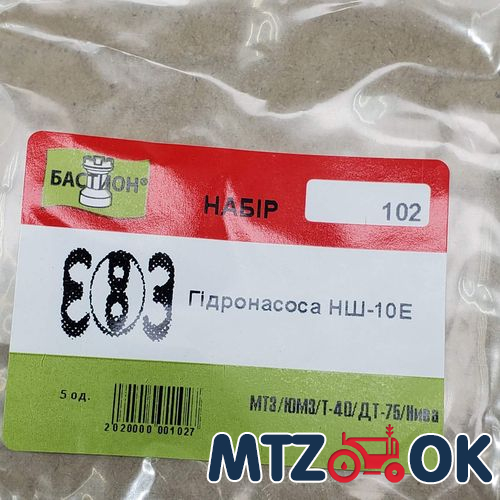 БАСТИОН®
НАБІР
102
Гідронасоса НШ-10Е
5 од.
2020000 001027
МТЗ/ЮМЗ/Т-40/ДТ-75/Нива
MTZ OK